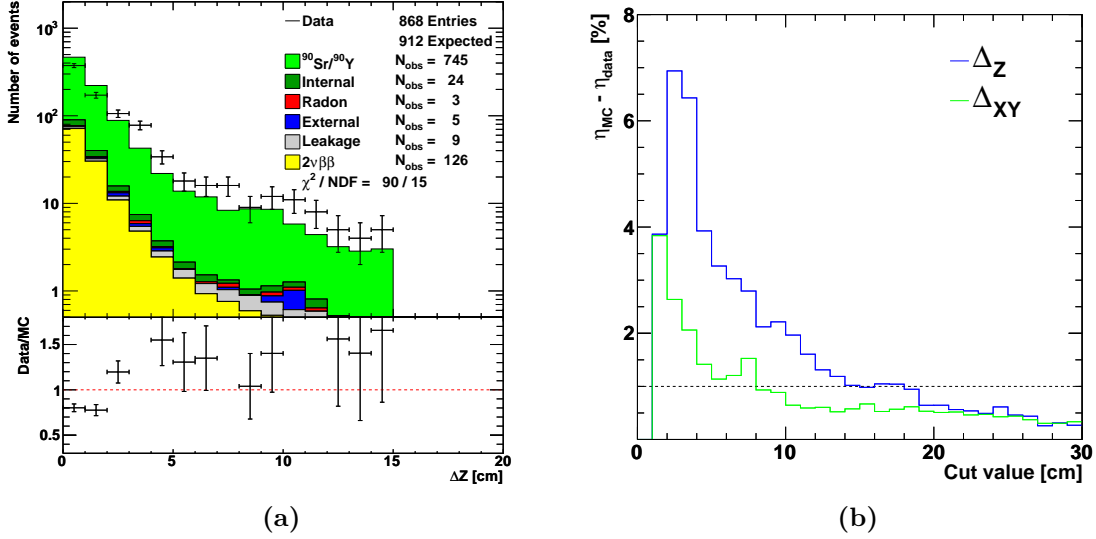 Number of events
10³
10²
10
1
Data 868 Entries
912 Expected
⁹⁰Sr/⁹⁰Y N_obs = 745
Internal N_obs = 24
Radon N_obs = 3
External N_obs = 5
Leakage N_obs = 9
2νββ N_obs = 126
χ² / NDF = 90 / 15
Data/MC
1.5
1
0.5
0 5 10 15 20
ΔZ [cm]
(a)
η_MC - η_data [%]
8
6
4
2
Δ_Z
Δ_XY
0 10 20 30
Cut value [cm]
(b)